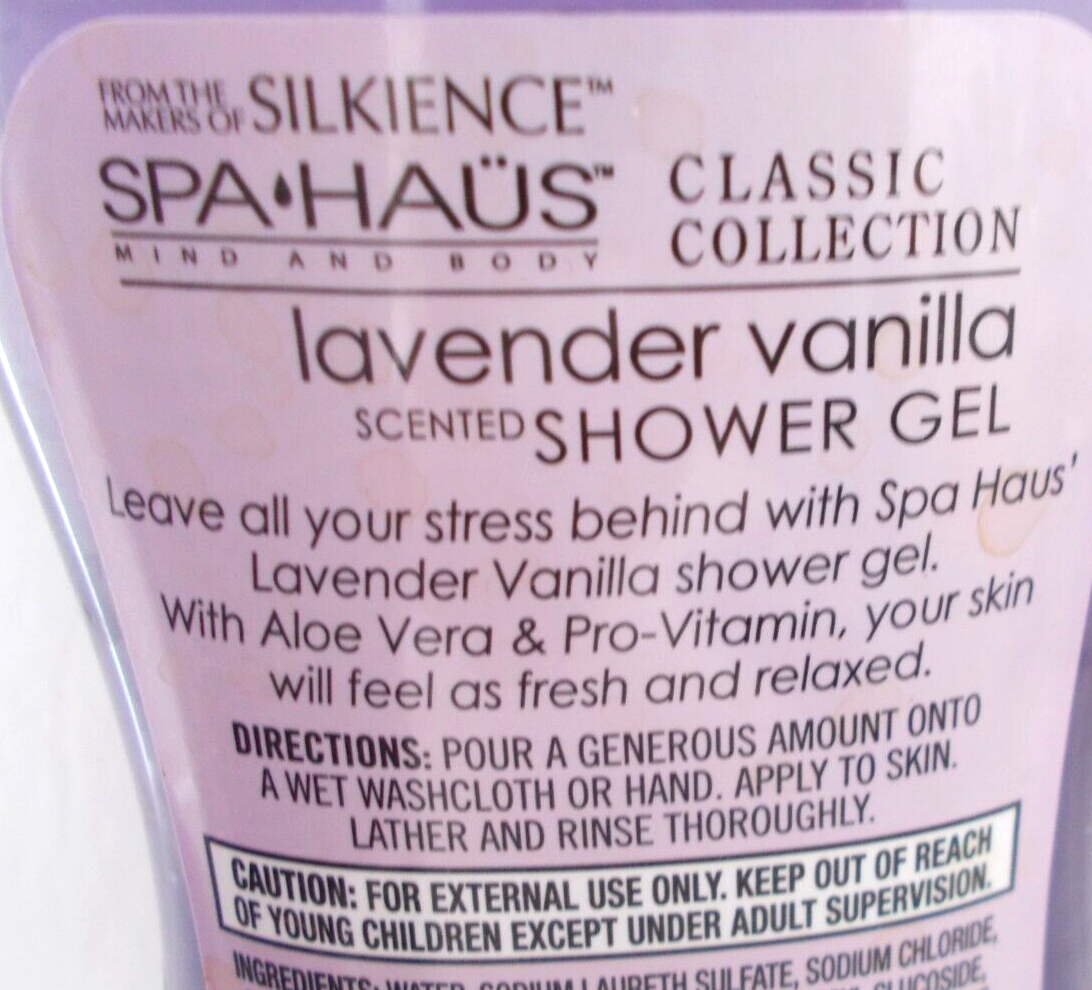 FROM THE MAKERS OF SILKIENCE™
SPA•HAÜS™
MIND AND BODY
CLASSIC
COLLECTION
lavender vanilla
SCENTED SHOWER GEL
Leave all your stress behind with Spa Haus'
Lavender Vanilla shower gel.
With Aloe Vera & Pro-Vitamin, your skin
will feel as fresh and relaxed.
DIRECTIONS: POUR A GENEROUS AMOUNT ONTO
A WET WASHCLOTH OR HAND. APPLY TO SKIN.
LATHER AND RINSE THOROUGHLY.
CAUTION: FOR EXTERNAL USE ONLY. KEEP OUT OF REACH
OF YOUNG CHILDREN EXCEPT UNDER ADULT SUPERVISION.
INGREDIENTS: WATER, SODIUM LAURETH SULFATE, SODIUM CHLORIDE,
GLUCOSIDE,